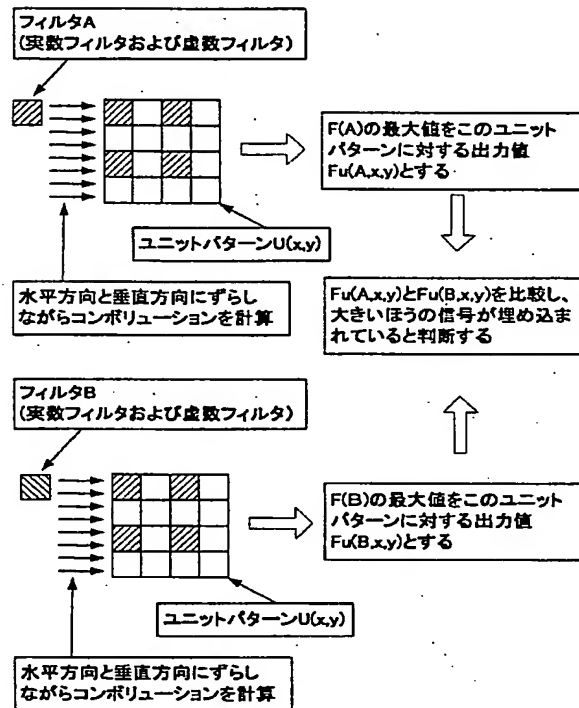 フィルタA
(実数フィルタおよび虚数フィルタ)
F(A)の最大値をこのユニット
パターンに対する出力値
Fu(A,x,y)とする
ユニットパターンU(x,y)
水平方向と垂直方向にずらし
ながらコンボリューションを計算
Fu(A,x,y)とFu(B,x,y)を比較し、
大きいほうの信号が埋め込ま
れていると判断する
フィルタB
(実数フィルタおよび虚数フィルタ)
F(B)の最大値をこのユニット
パターンに対する出力値
Fu(B,x,y)とする
ユニットパターンU(x,y)
水平方向と垂直方向にずらし
ながらコンボリューションを計算